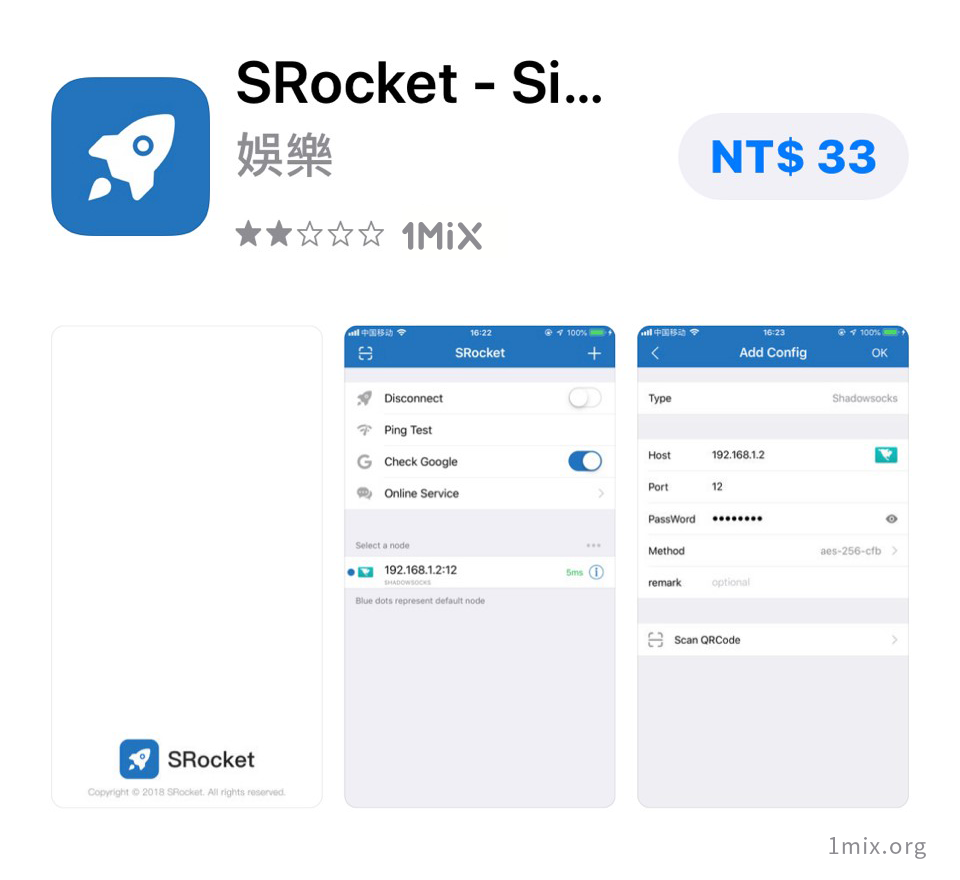 SRocket - Si...
娛樂
NT$ 33
1MiX
SRocket
Copyright © 2018 SRocket. All rights reserved.
中国移动 16:22 100%
SRocket
Disconnect
Ping Test
Check Google
Online Service
Select a node
192.168.1.2:12 5ms
SHADOWSOCKS
Blue dots represent default node
中国移动 16:23 100%
Add Config OK
Type Shadowsocks
Host 192.168.1.2
Port 12
PassWord ••••••••
Method aes-256-cfb
remark optional
Scan QRCode
1mix.org